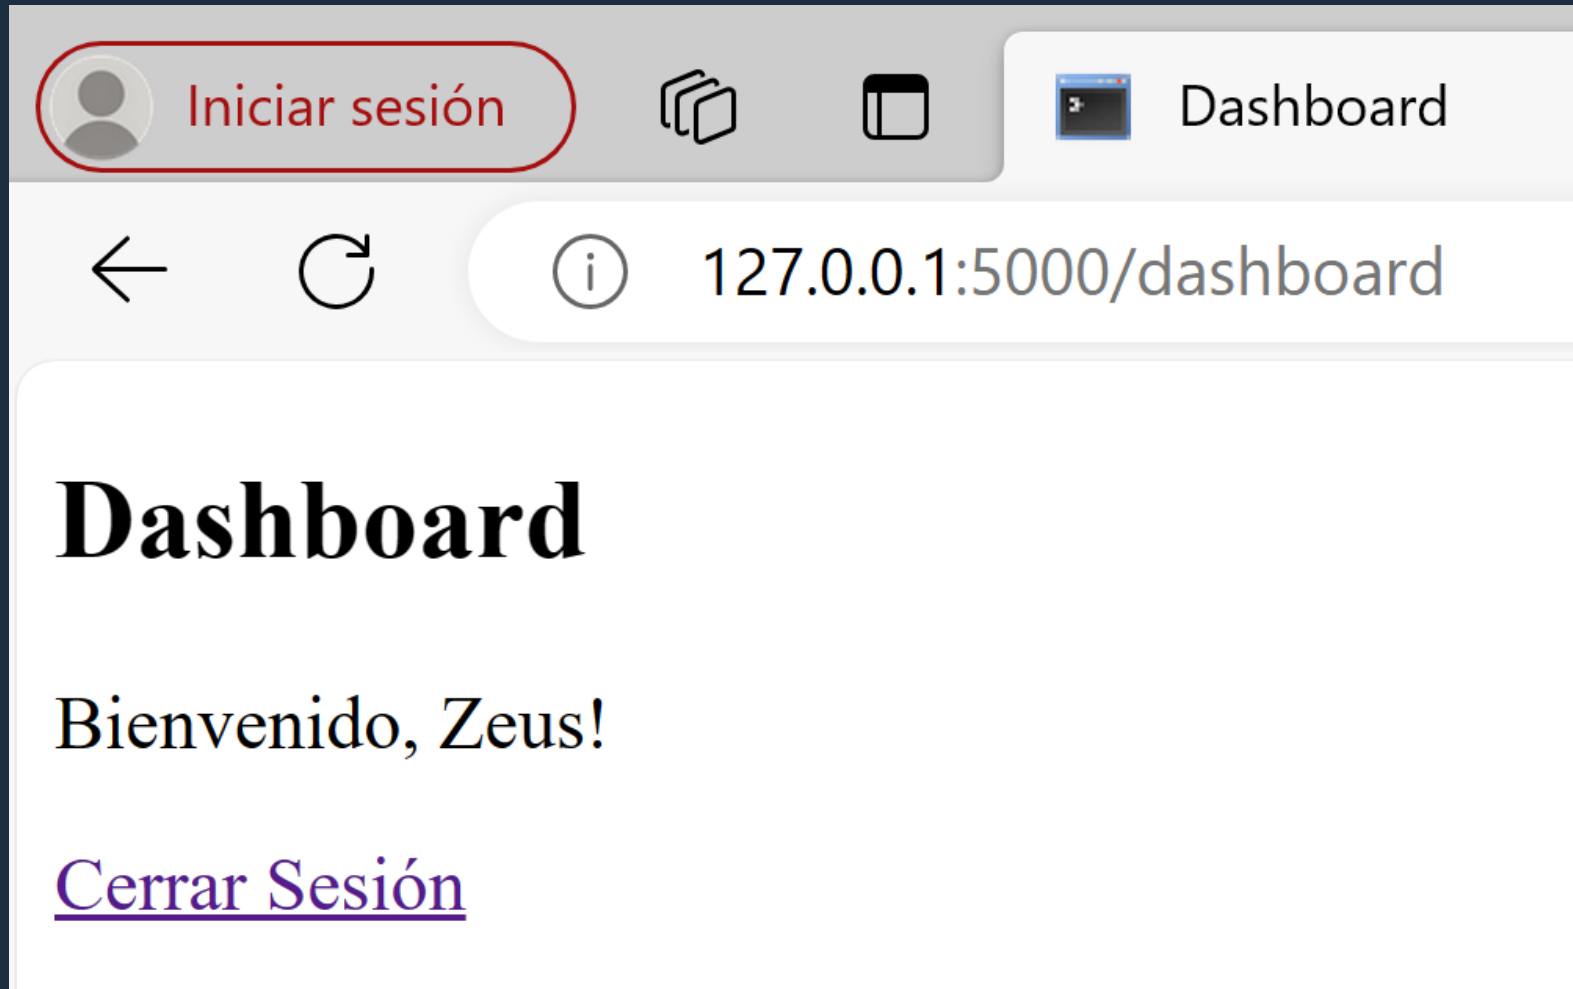 Iniciar sesión
Dashboard
127.0.0.1:5000/dashboard
Dashboard
Bienvenido, Zeus!
Cerrar Sesión